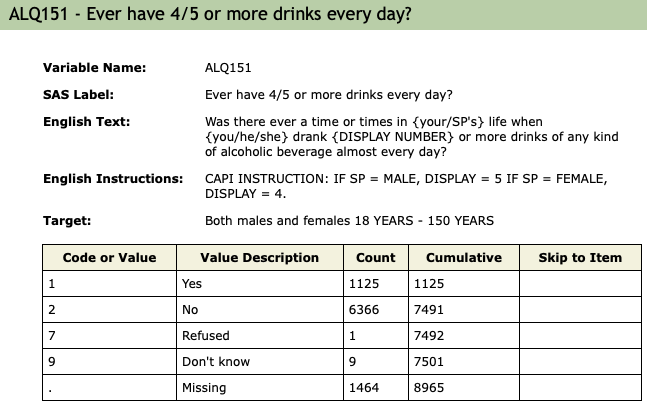 ALQ151 - Ever have 4/5 or more drinks every day?
Variable Name: ALQ151
SAS Label: Ever have 4/5 or more drinks every day?
English Text: Was there ever a time or times in {your/SP's} life when
{you/he/she} drank {DISPLAY NUMBER} or more drinks of any kind
of alcoholic beverage almost every day?
English Instructions: CAPI INSTRUCTION: IF SP = MALE, DISPLAY = 5 IF SP = FEMALE,
DISPLAY = 4.
Target: Both males and females 18 YEARS - 150 YEARS
Code or Value Value Description Count Cumulative Skip to Item
1 Yes 1125 1125
2 No 6366 7491
7 Refused 1 7492
9 Don't know 9 7501
. Missing 1464 8965